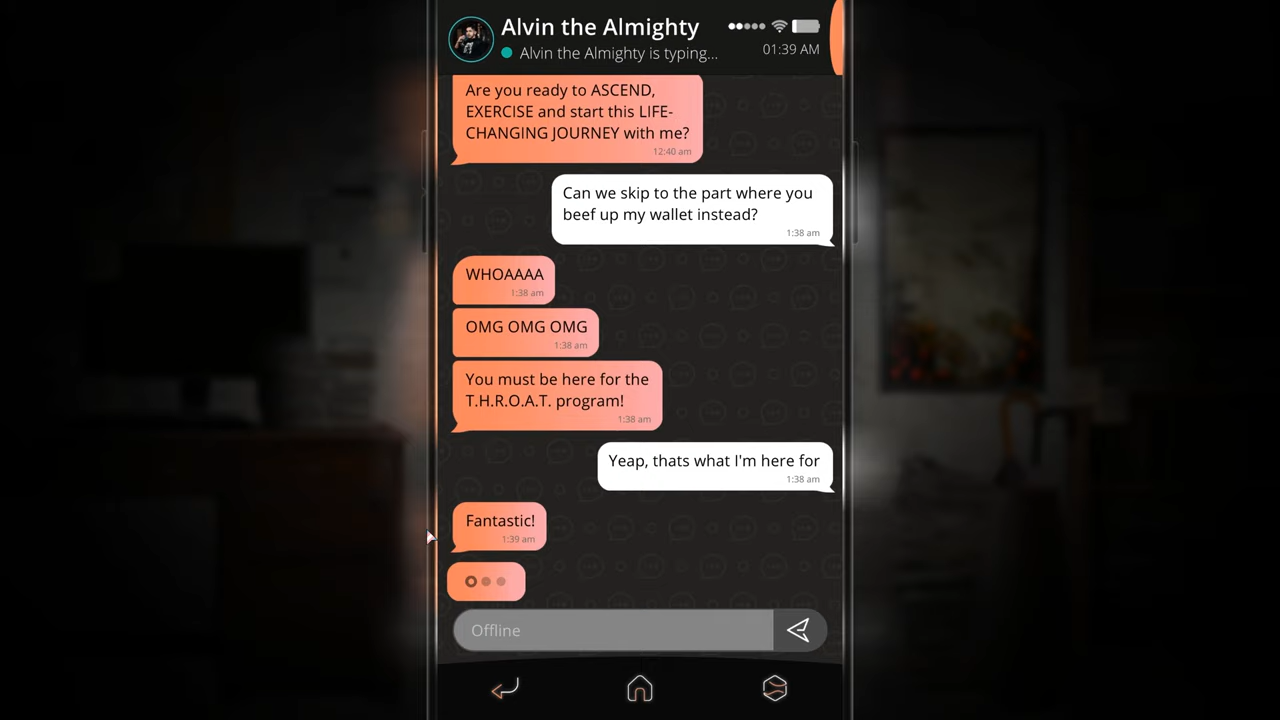 Alvin the Almighty
Alvin the Almighty is typing...
01:39 AM
Are you ready to ASCEND,
EXERCISE and start this LIFE-
CHANGING JOURNEY with me?
12:40 am
Can we skip to the part where you
beef up my wallet instead?
1:38 am
WHOAAAA
1:38 am
OMG OMG OMG
1:38 am
You must be here for the
T.H.R.O.A.T. program!
1:38 am
Yeap, thats what I'm here for
1:38 am
Fantastic!
1:39 am
Offline